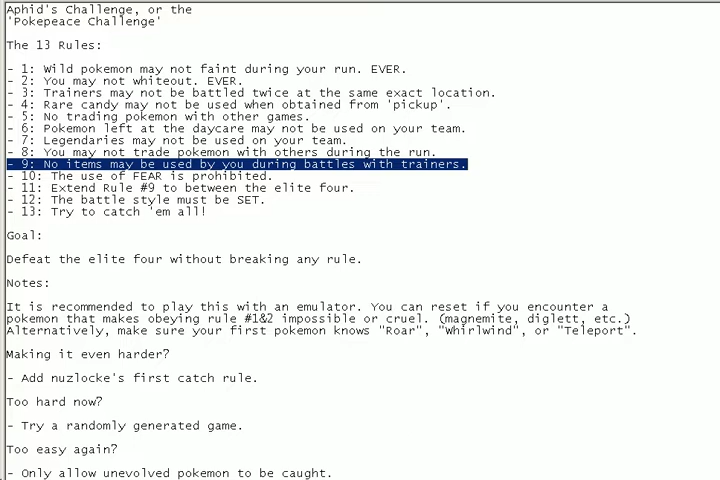 Aphid's Challenge, or the
'Pokepeace Challenge'
The 13 Rules:
- 1: Wild pokemon may not faint during your run. EVER.
- 2: You may not whiteout. EVER.
- 3: Trainers may not be battled twice at the same exact location.
- 4: Rare candy may not be used when obtained from 'pickup'.
- 5: No trading pokemon with other games.
- 6: Pokemon left at the daycare may not be used on your team.
- 7: Legendaries may not be used on your team.
- 8: You may not trade pokemon with others during the run.
- 9: No items may be used by you during battles with trainers.
- 10: The use of FEAR is prohibited.
- 11: Extend Rule #9 to between the elite four.
- 12: The battle style must be SET.
- 13: Try to catch 'em all!
Goal:
Defeat the elite four without breaking any rule.
Notes:
It is recommended to play this with an emulator. You can reset if you encounter a
pokemon that makes obeying rule #1&2 impossible or cruel. (magnemite, diglett, etc.)
Alternatively, make sure your first pokemon knows "Roar", "Whirlwind", or "Teleport".
Making it even harder?
- Add nuzlocke's first catch rule.
Too hard now?
- Try a randomly generated game.
Too easy again?
- Only allow unevolved pokemon to be caught.